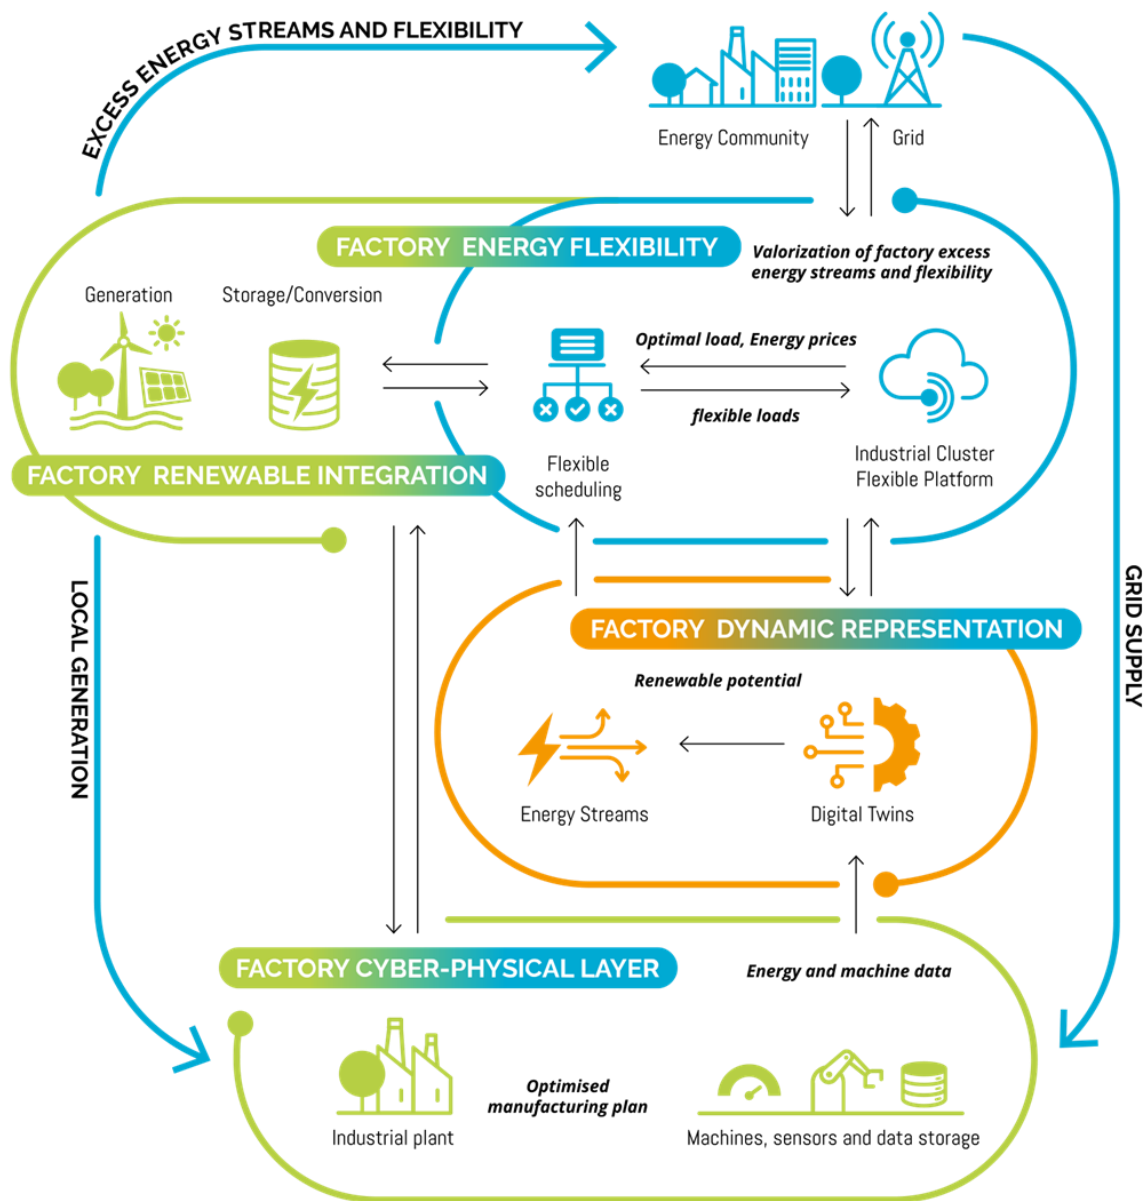 EXCESS ENERGY STREAMS AND FLEXIBILITY
Energy Community
Grid
FACTORY ENERGY FLEXIBILITY
Valorization of factory excess
energy streams and flexibility
Generation
Storage/Conversion
Optimal load, Energy prices
flexible loads
FACTORY RENEWABLE INTEGRATION
Flexible
scheduling
Industrial Cluster
Flexible Platform
LOCAL GENERATION
GRID SUPPLY
FACTORY DYNAMIC REPRESENTATION
Renewable potential
Energy Streams
Digital Twins
FACTORY CYBER-PHYSICAL LAYER
Energy and machine data
Optimised
manufacturing plan
Industrial plant
Machines, sensors and data storage